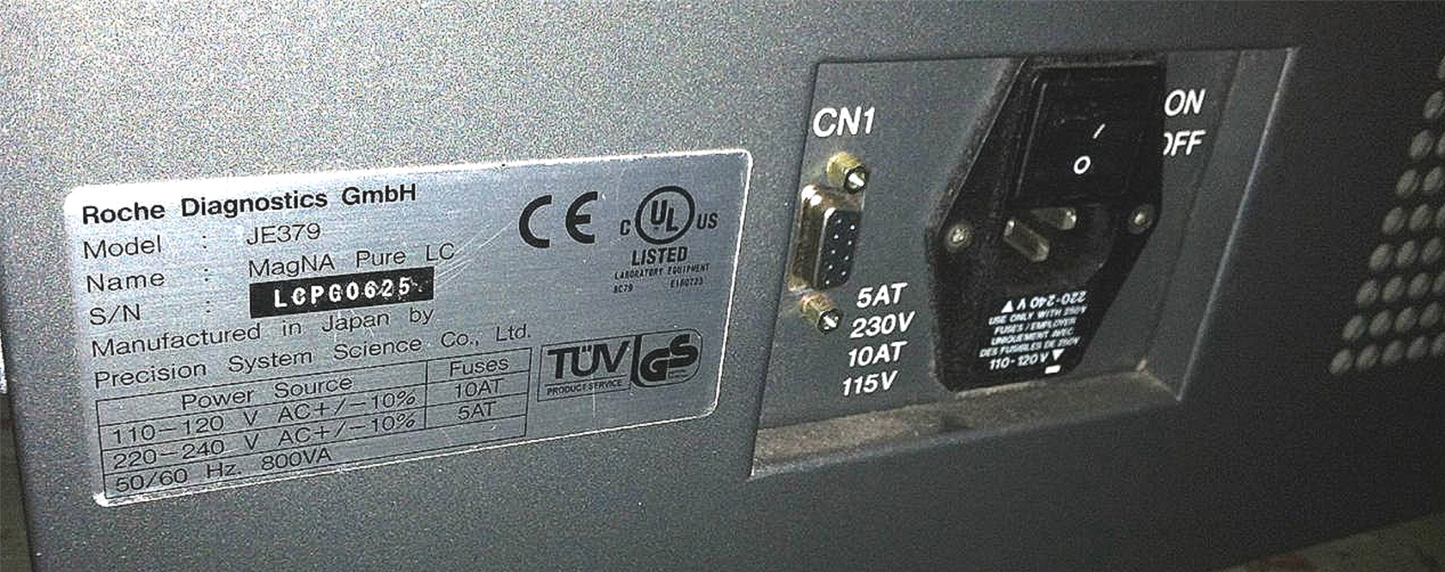 Roche Diagnostics GmbH
Model : JE379
Name : MagNA Pure LC
S/N : LCPG0625
Manufactured in Japan by
Precision System Science Co., Ltd.
Power Source Fuses
110-120 V AC+/-10% 10AT
220-240 V AC+/-10% 5AT
50/60 Hz. 800VA
CE
C UL US
LISTED
LABORATORY EQUIPMENT
TÜV
PRODUCT SERVICE
GS
CN1
5AT
230V
10AT
115V
ON
OFF
220-240 V▼
USE ONLY WITH 250V
FUSES/EMPLOYER
UNIQUEMENT AVEC
DES FUSIBLES DE 250V
110-120V▼